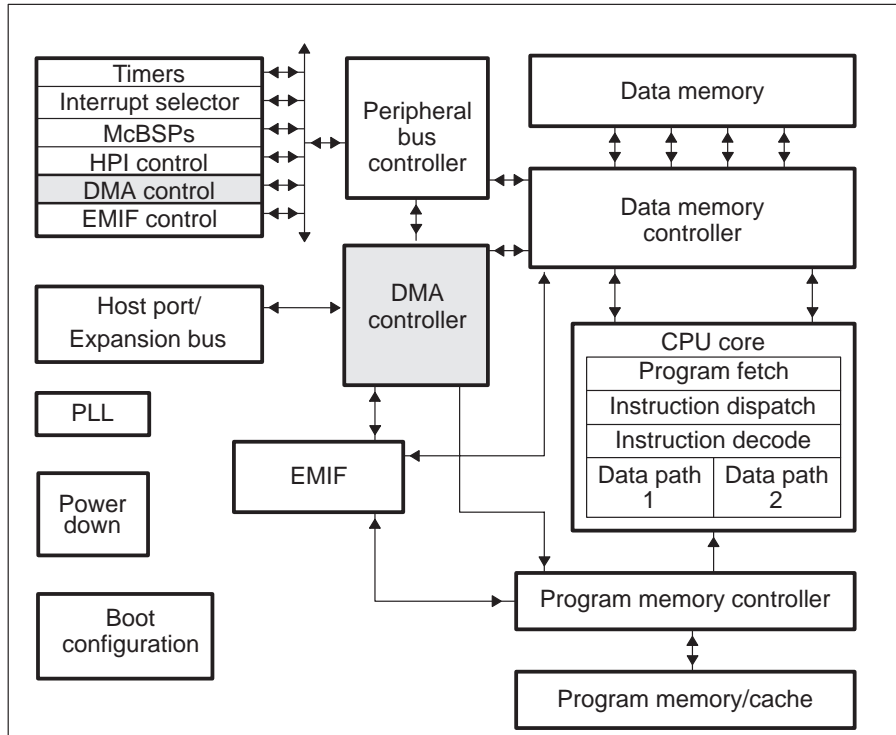 Timers
Interrupt selector
McBSPs
HPI control
DMA control
EMIF control
Peripheral
bus
controller
Data memory
Data memory
controller
Host port/
Expansion bus
DMA
controller
CPU core
Program fetch
Instruction dispatch
Instruction decode
Data path
1
Data path
2
PLL
EMIF
Power
down
Boot
configuration
Program memory controller
Program memory/cache